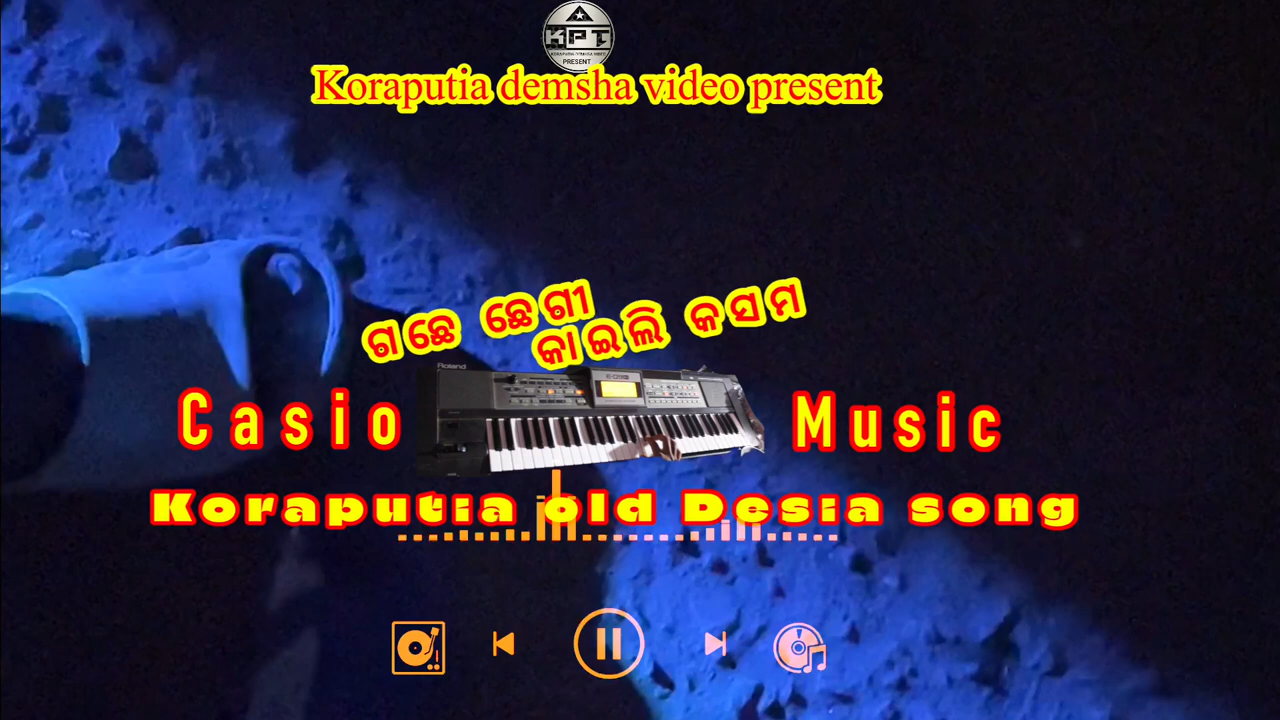 KPT
PRESENT
Koraputia demsha video present
ଗଛେ ଛେଗୀ
କାଇଲି କସମ
Roland
Casio Music
Koraputia old Desia song